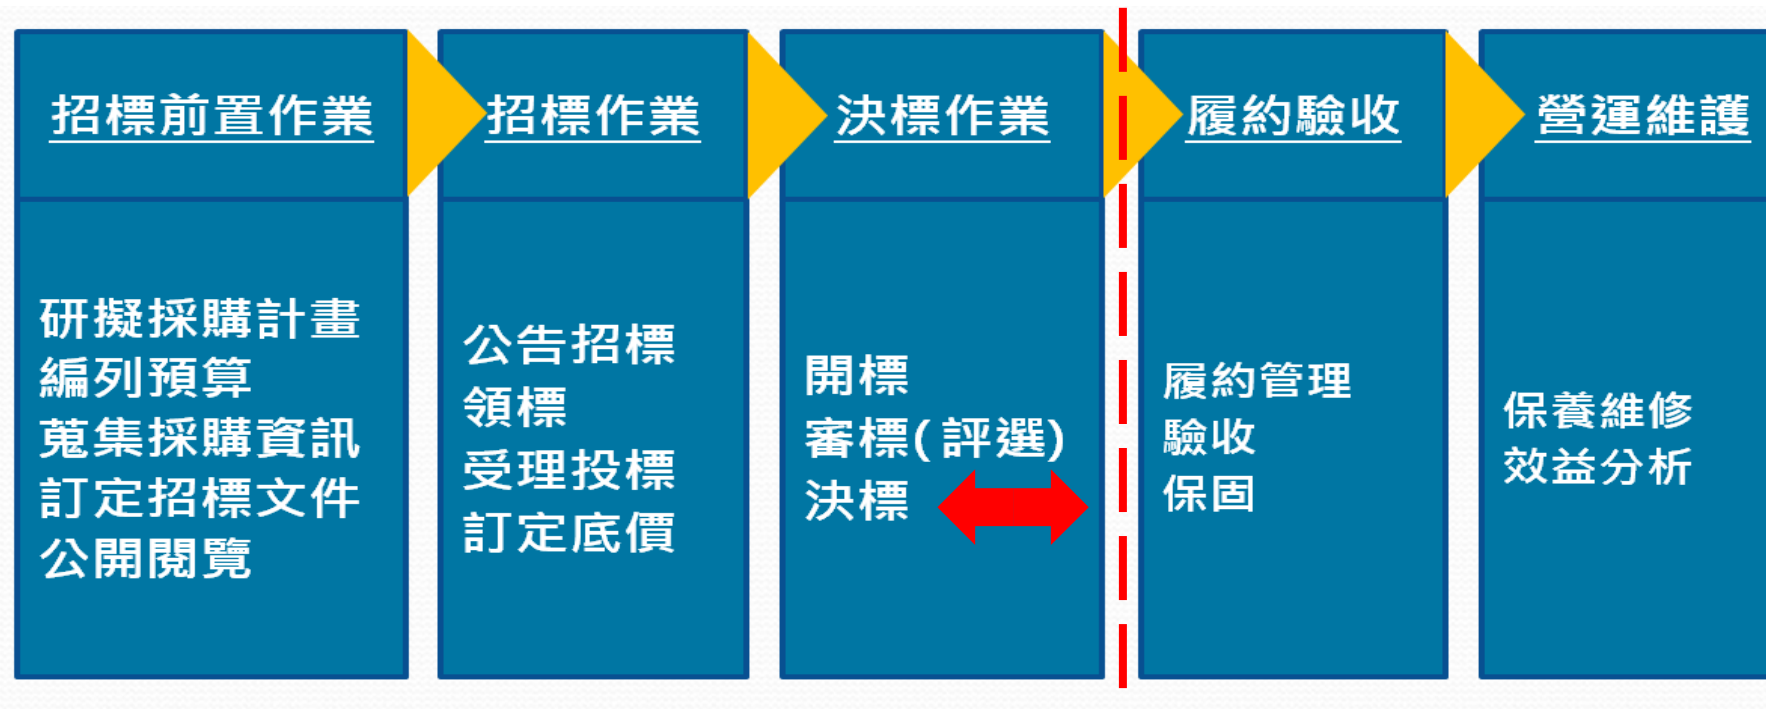 招標前置作業
研擬採購計畫
編列預算
蒐集採購資訊
訂定招標文件
公開閱覽
招標作業
公告招標
領標
受理投標
訂定底價
決標作業
開標
審標(評選)
決標
履約驗收
履約管理
驗收
保固
營運維護
保養維修
效益分析